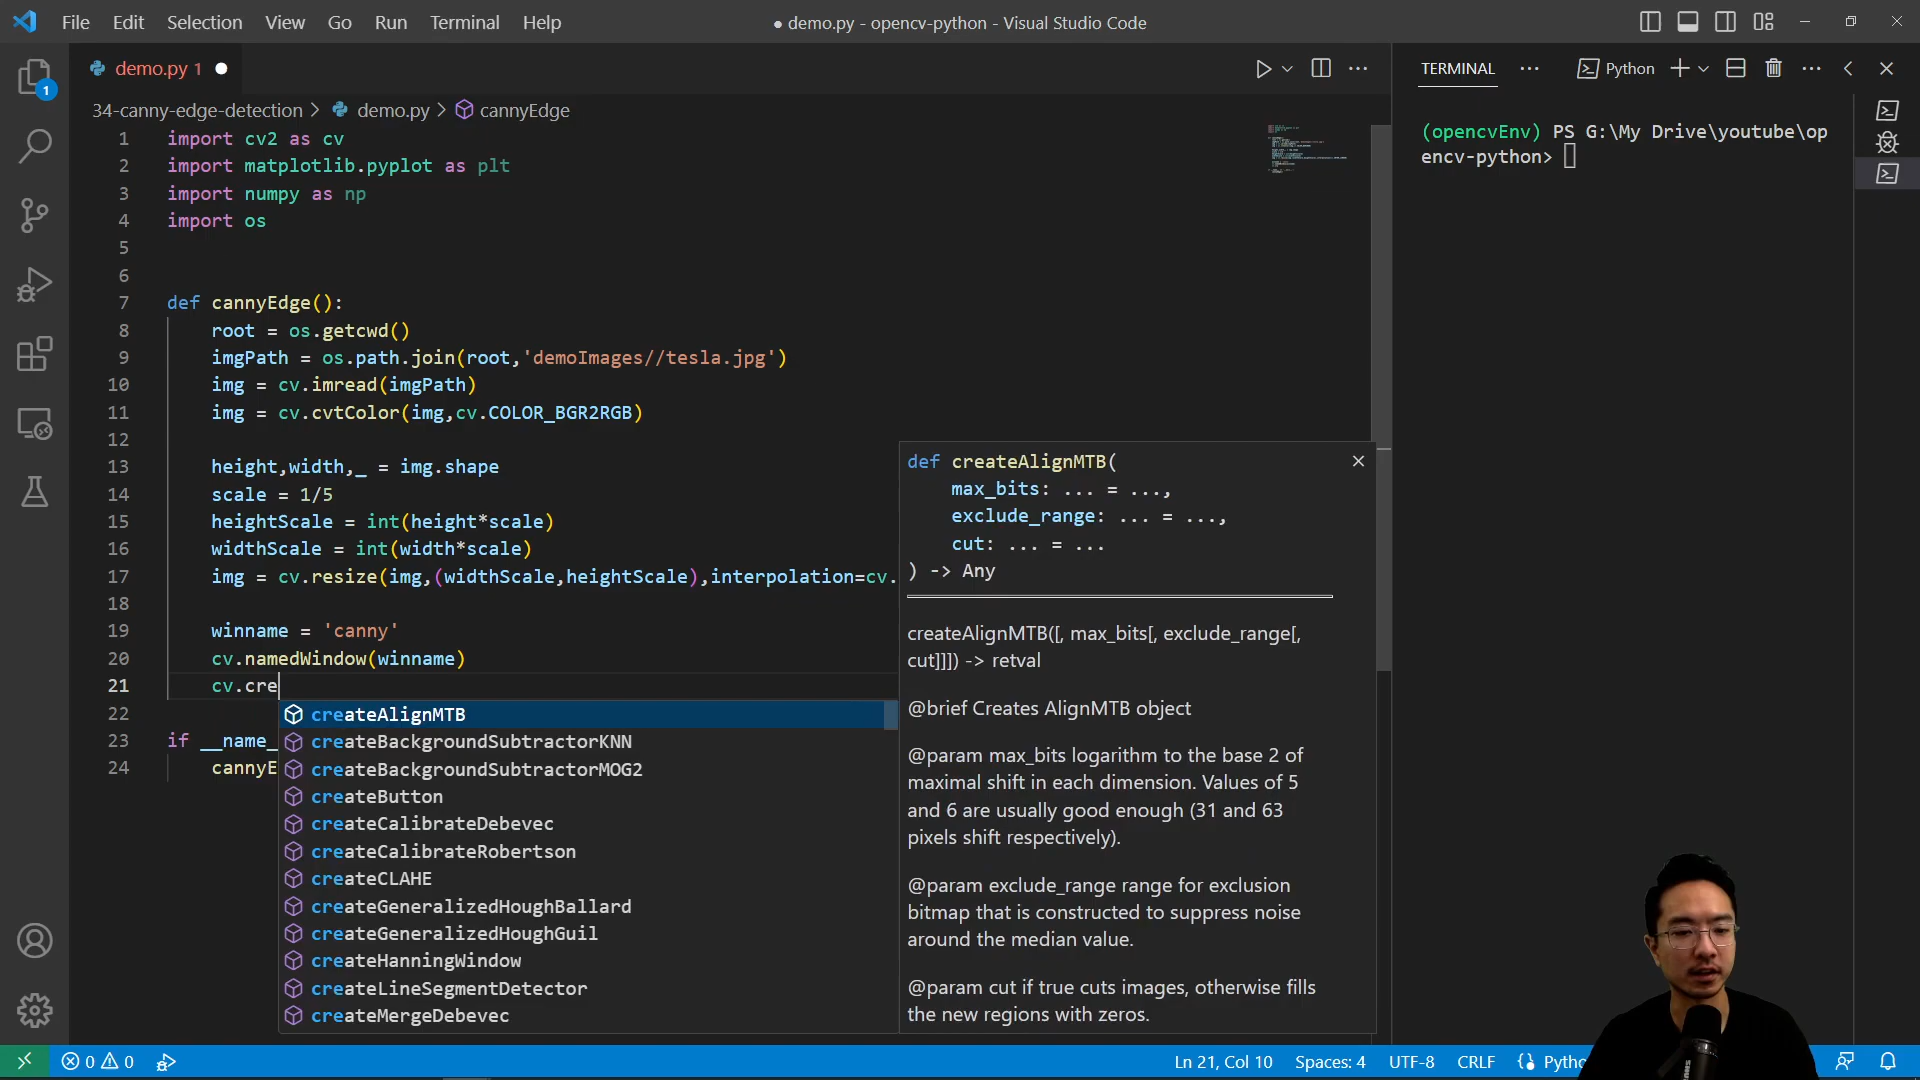 File Edit Selection View Go Run Terminal Help
● demo.py - opencv-python - Visual Studio Code
demo.py 1 ●
TERMINAL ··· Python
34-canny-edge-detection > demo.py > cannyEdge
1 import cv2 as cv
2 import matplotlib.pyplot as plt
3 import numpy as np
4 import os
5
6
7 def cannyEdge():
8 root = os.getcwd()
9 imgPath = os.path.join(root,'demoImages//tesla.jpg')
10 img = cv.imread(imgPath)
11 img = cv.cvtColor(img,cv.COLOR_BGR2RGB)
12
13 height,width,_ = img.shape
14 scale = 1/5
15 heightScale = int(height*scale)
16 widthScale = int(width*scale)
17 img = cv.resize(img,(widthScale,heightScale),interpolation=cv.
18
19 winname = 'canny'
20 cv.namedWindow(winname)
21 cv.cre
22
23 if __name_
24 cannyE
createAlignMTB
createBackgroundSubtractorKNN
createBackgroundSubtractorMOG2
createButton
createCalibrateDebevec
createCalibrateRobertson
createCLAHE
createGeneralizedHoughBallard
createGeneralizedHoughGuil
createHanningWindow
createLineSegmentDetector
createMergeDebevec
def createAlignMTB(
max_bits: ... = ...,
exclude_range: ... = ...,
cut: ... = ...
) -> Any
createAlignMTB([, max_bits[, exclude_range[,
cut]]]) -> retval
@brief Creates AlignMTB object
@param max_bits logarithm to the base 2 of
maximal shift in each dimension. Values of 5
and 6 are usually good enough (31 and 63
pixels shift respectively).
@param exclude_range range for exclusion
bitmap that is constructed to suppress noise
around the median value.
@param cut if true cuts images, otherwise fills
the new regions with zeros.
(opencvEnv) PS G:\My Drive\youtube\op
encv-python>
1
0 0
Ln 21, Col 10 Spaces: 4 UTF-8 CRLF